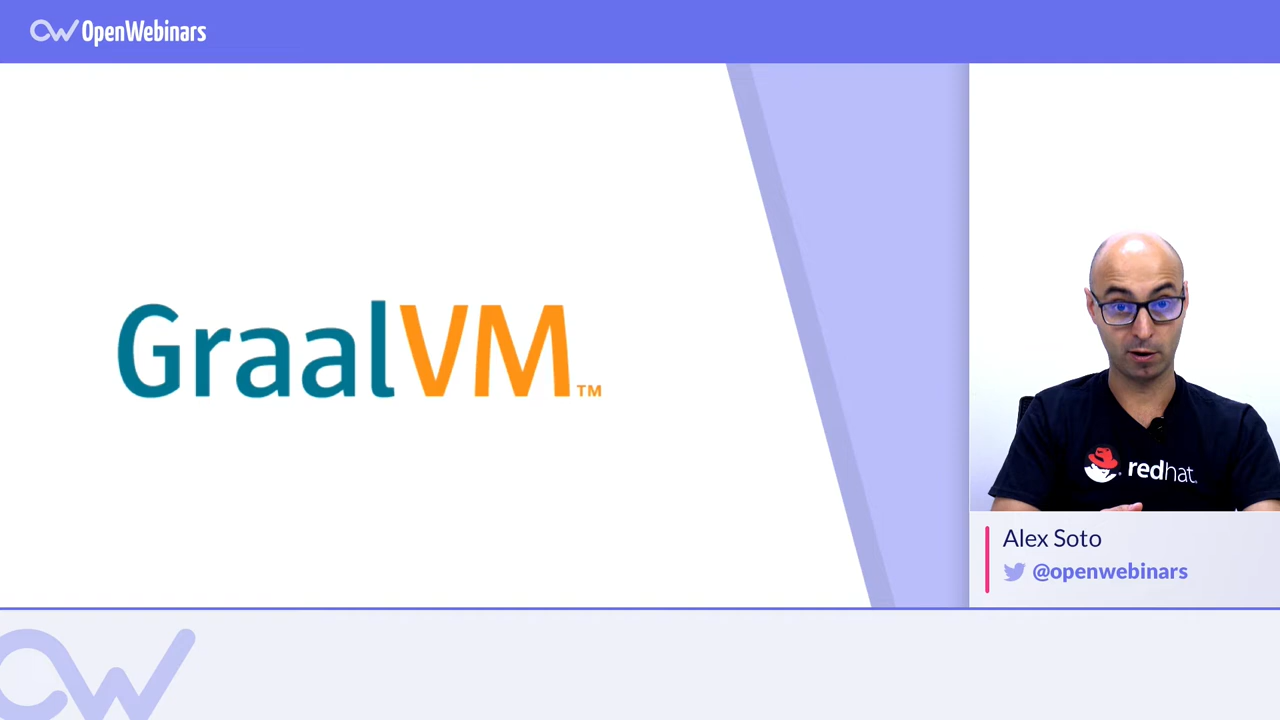 OpenWebinars
GraalVM™
redhat.
Alex Soto
@openwebinars